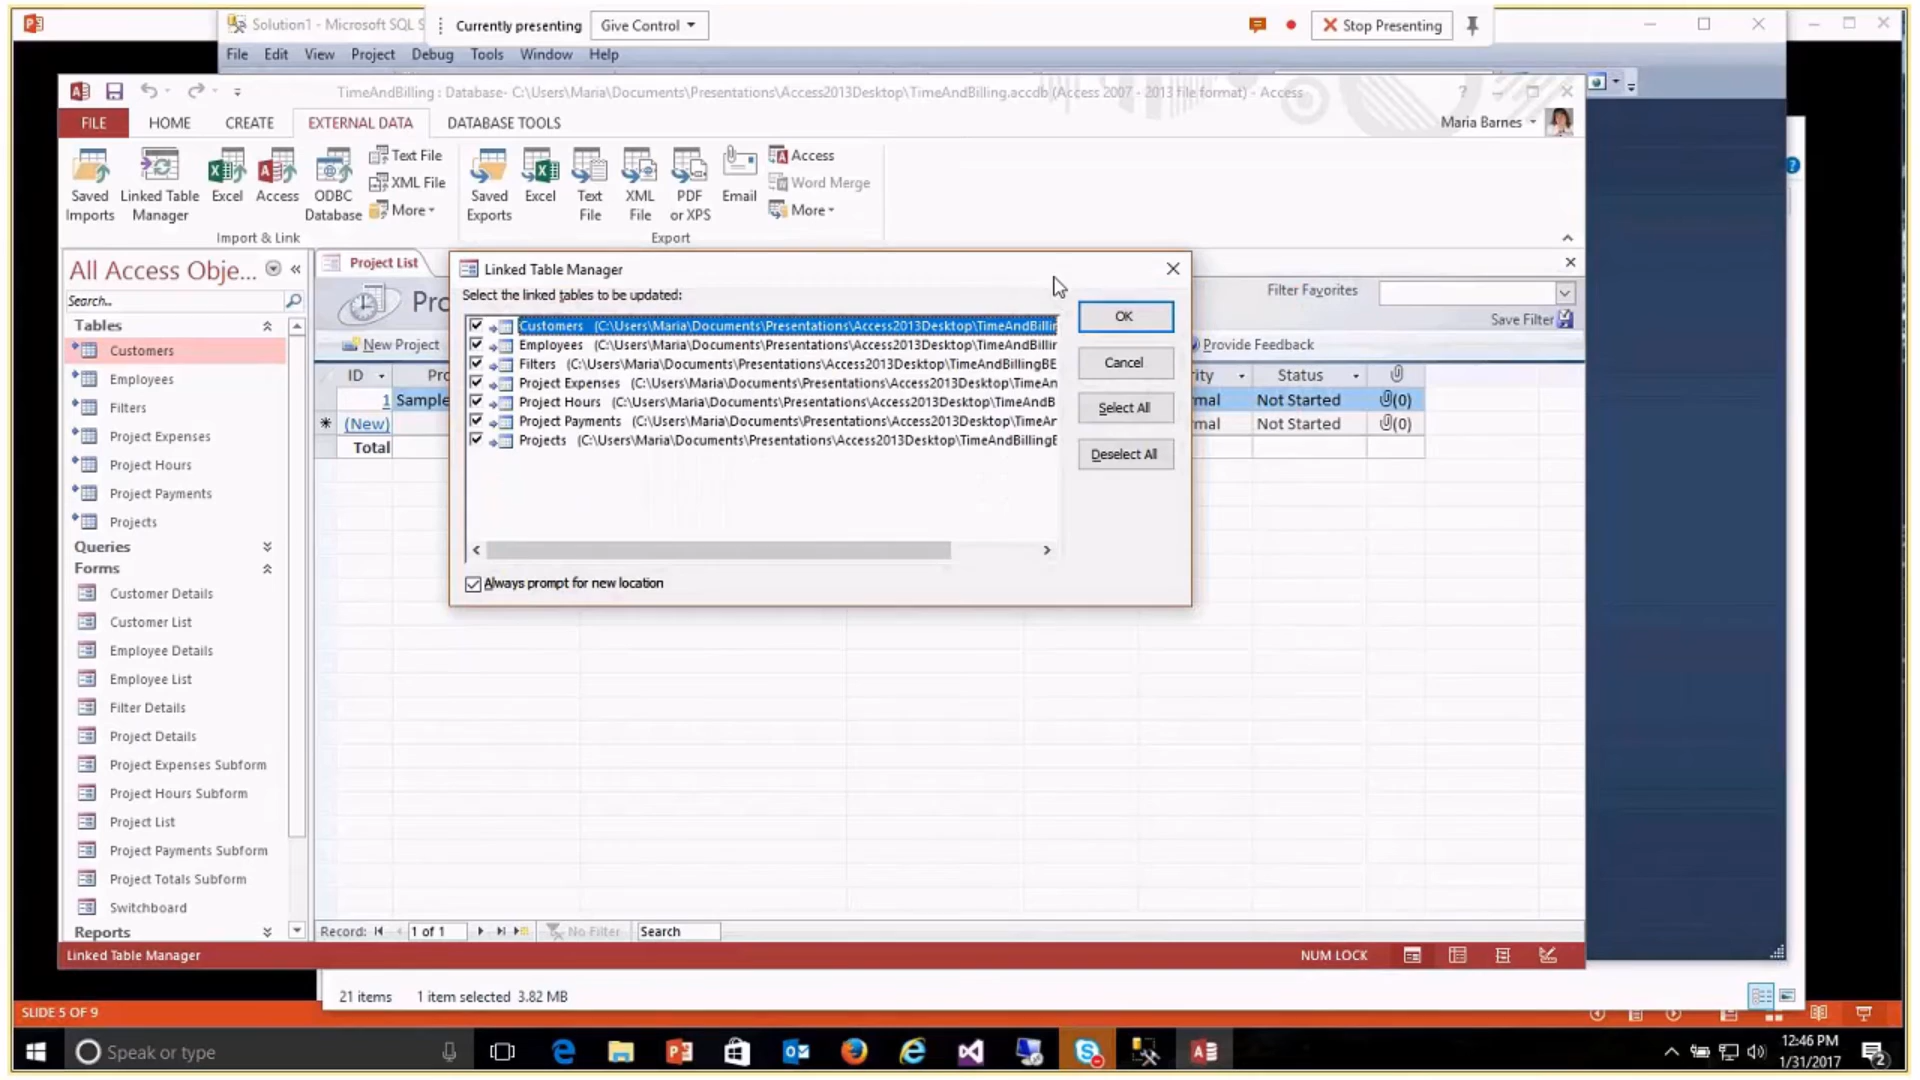 Solution1 - Microsoft SQL S
Currently presenting
Give Control
Stop Presenting
File Edit View Project Debug Tools Window Help
TimeAndBilling : Database- C:\Users\Maria\Documents\Presentations\Access2013Desktop\TimeAndBilling.accdb (Access 2007 - 2013 file format) - Access
FILE HOME CREATE EXTERNAL DATA DATABASE TOOLS
Maria Barnes
Saved Imports
Linked Table Manager
Excel
Access
ODBC Database
Text File
XML File
More
Import & Link
Saved Exports
Excel
Text File
XML File
PDF or XPS
Email
Access
Word Merge
More
Export
All Access Obje...
Search..
Tables
Customers
Employees
Filters
Project Expenses
Project Hours
Project Payments
Projects
Queries
Forms
Customer Details
Customer List
Employee Details
Employee List
Filter Details
Project Details
Project Expenses Subform
Project Hours Subform
Project List
Project Payments Subform
Project Totals Subform
Switchboard
Reports
Project List
Pro
Filter Favorites
Save Filter
New Project
Provide Feedback
ID Pro
rity Status
1 Sample
mal Not Started (0)
(New)
mal Not Started (0)
Total
Linked Table Manager
Select the linked tables to be updated:
Customers (C:\Users\Maria\Documents\Presentations\Access2013Desktop\TimeAndBillin
Employees (C:\Users\Maria\Documents\Presentations\Access2013Desktop\TimeAndBillin
Filters (C:\Users\Maria\Documents\Presentations\Access2013Desktop\TimeAndBillingBE
Project Expenses (C:\Users\Maria\Documents\Presentations\Access2013Desktop\TimeAn
Project Hours (C:\Users\Maria\Documents\Presentations\Access2013Desktop\TimeAndB
Project Payments (C:\Users\Maria\Documents\Presentations\Access2013Desktop\TimeAr
Projects (C:\Users\Maria\Documents\Presentations\Access2013Desktop\TimeAndBillingE
OK
Cancel
Select All
Deselect All
Always prompt for new location
Record: 1 of 1 No Filter Search
Linked Table Manager
NUM LOCK
21 items 1 item selected 3.82 MB
SLIDE 5 OF 9
Speak or type
12:46 PM
1/31/2017
2